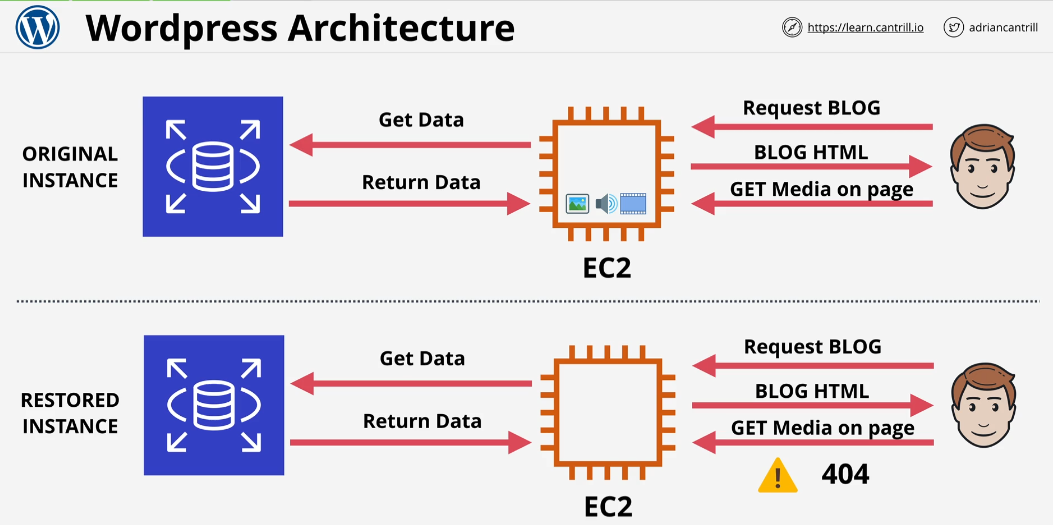 Wordpress Architecture
https://learn.cantrill.io
adriancantrill
ORIGINAL
INSTANCE
Get Data
Return Data
EC2
Request BLOG
BLOG HTML
GET Media on page
RESTORED
INSTANCE
Get Data
Return Data
EC2
Request BLOG
BLOG HTML
GET Media on page
404